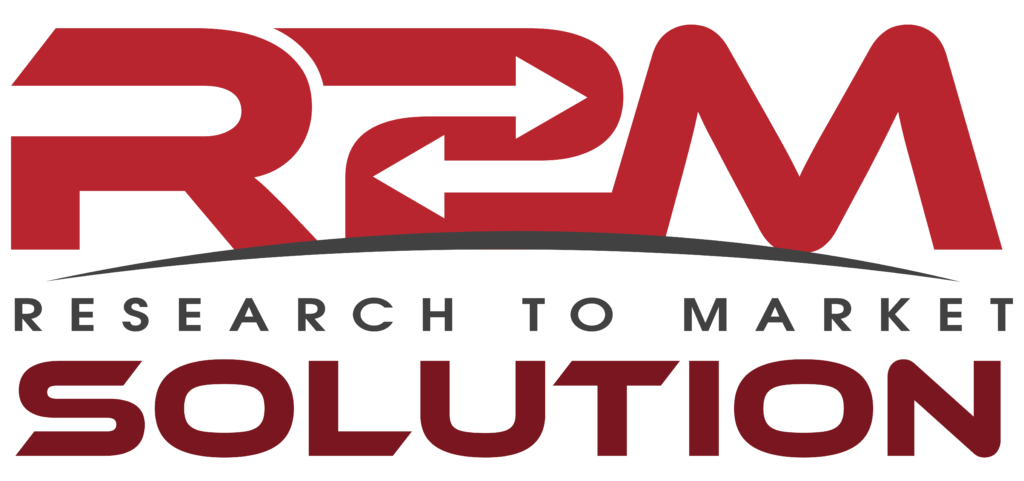 R2M
RESEARCH TO MARKET
SOLUTION